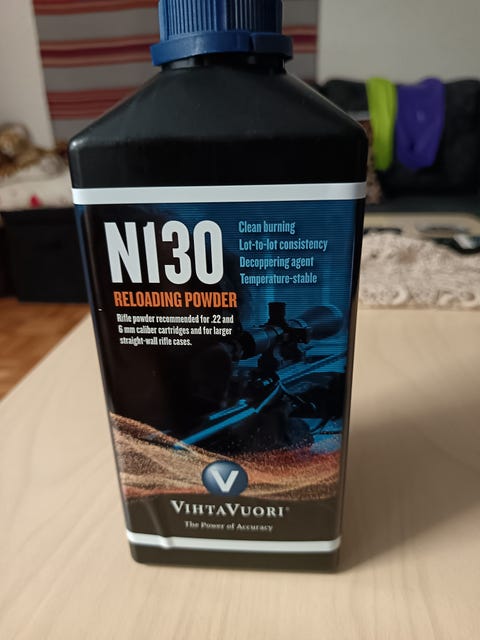 N130
Clean burning
Lot-to-lot consistency
Decoppering agent
Temperature-stable
RELOADING POWDER
Rifle powder recommended for .22 and
6 mm caliber cartridges and for larger
straight-wall rifle cases.
V
VIHTAVUORI®
The Power of Accuracy